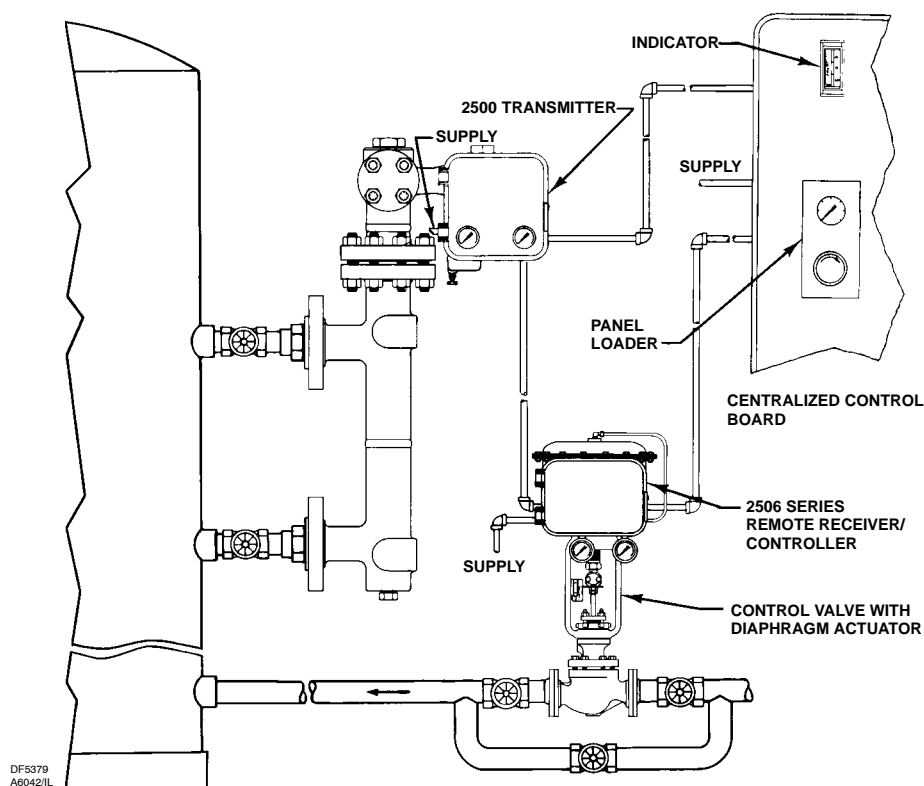 INDICATOR
2500 TRANSMITTER
SUPPLY
SUPPLY
PANEL
LOADER
CENTRALIZED CONTROL
BOARD
2506 SERIES
REMOTE RECEIVER/
CONTROLLER
SUPPLY
CONTROL VALVE WITH
DIAPHRAGM ACTUATOR
DF5379
A6042/IL